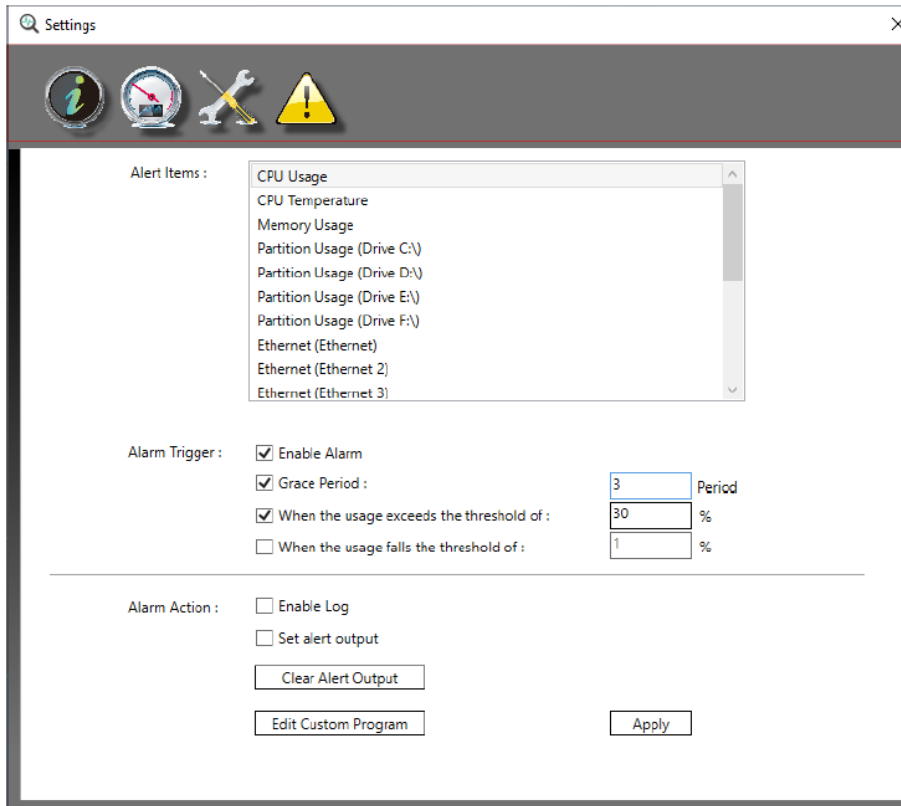 Settings
Alert Items :
CPU Usage
CPU Temperature
Memory Usage
Partition Usage (Drive C:\)
Partition Usage (Drive D:\)
Partition Usage (Drive E:\)
Partition Usage (Drive F:\)
Ethernet (Ethernet)
Ethernet (Ethernet 2)
Ethernet (Ethernet 3)
Alarm Trigger : Enable Alarm
Grace Period : 3 Period
When the usage exceeds the threshold of : 30 %
When the usage falls the threshold of : 1 %
Alarm Action : Enable Log
Set alert output
Clear Alert Output
Edit Custom Program Apply